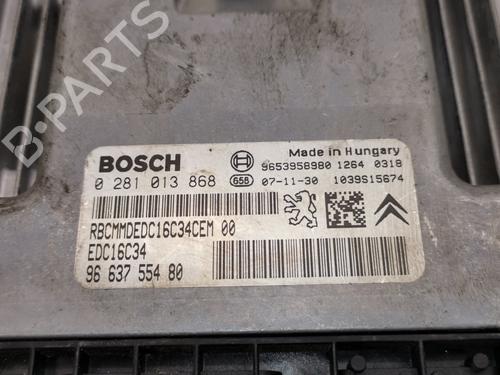 BOSCH
Made in Hungary
9653958980 1264 0318
0 281 013 868 658 07-11-30 1039S15674
RBCMMDEDC16C34CEM 00
EDC16C34
96 637 554 80
B-PARTS